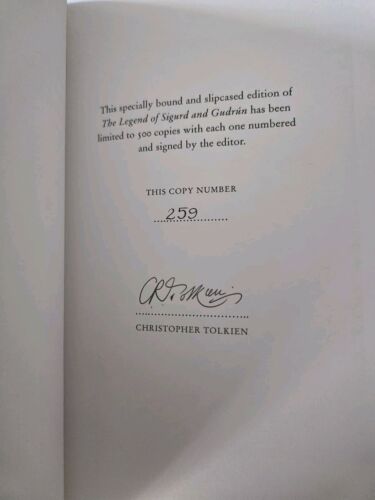 This specially bound and slipcased edition of
The Legend of Sigurd and Gudrún has been
limited to 500 copies with each one numbered
and signed by the editor.
THIS COPY NUMBER
259
CRTolkien
CHRISTOPHER TOLKIEN